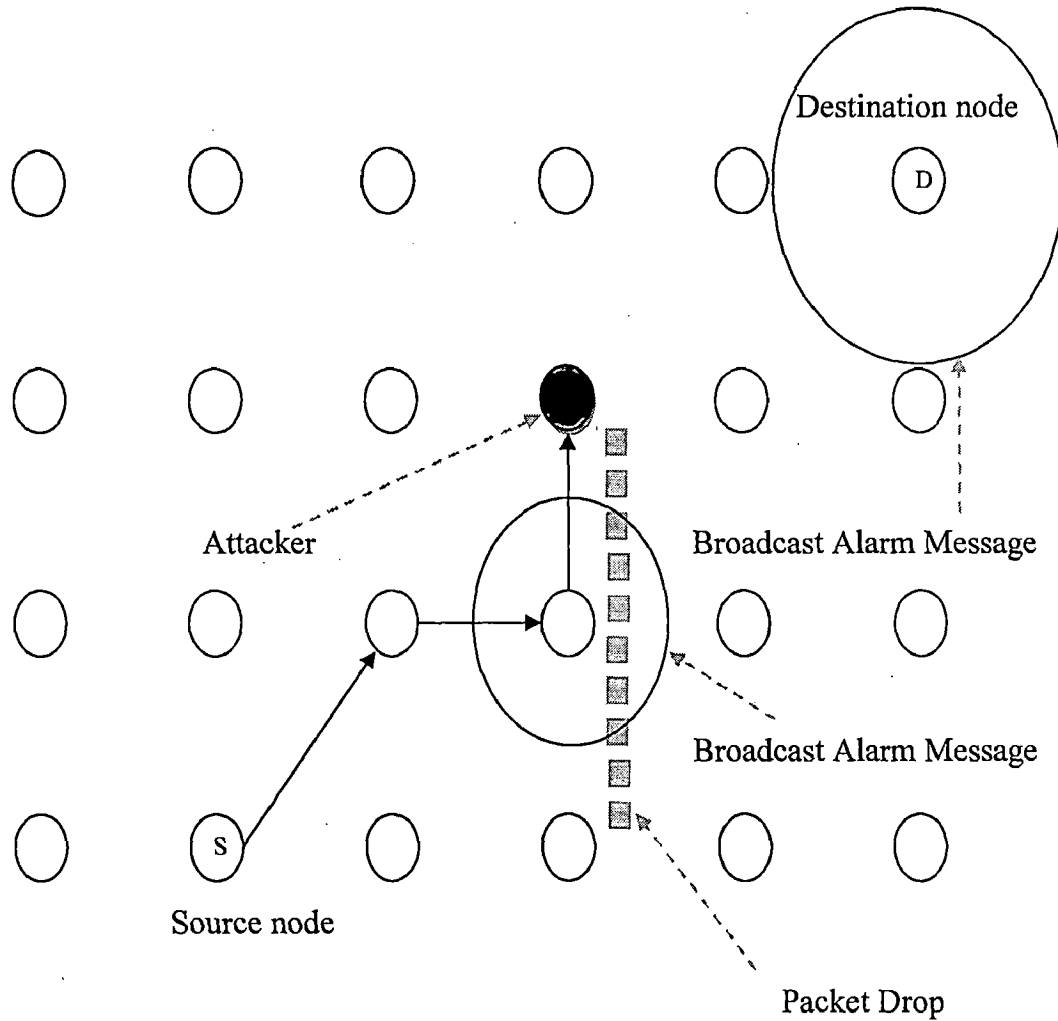 Destination node
D
Attacker
Broadcast Alarm Message
Broadcast Alarm Message
S
Source node
Packet Drop